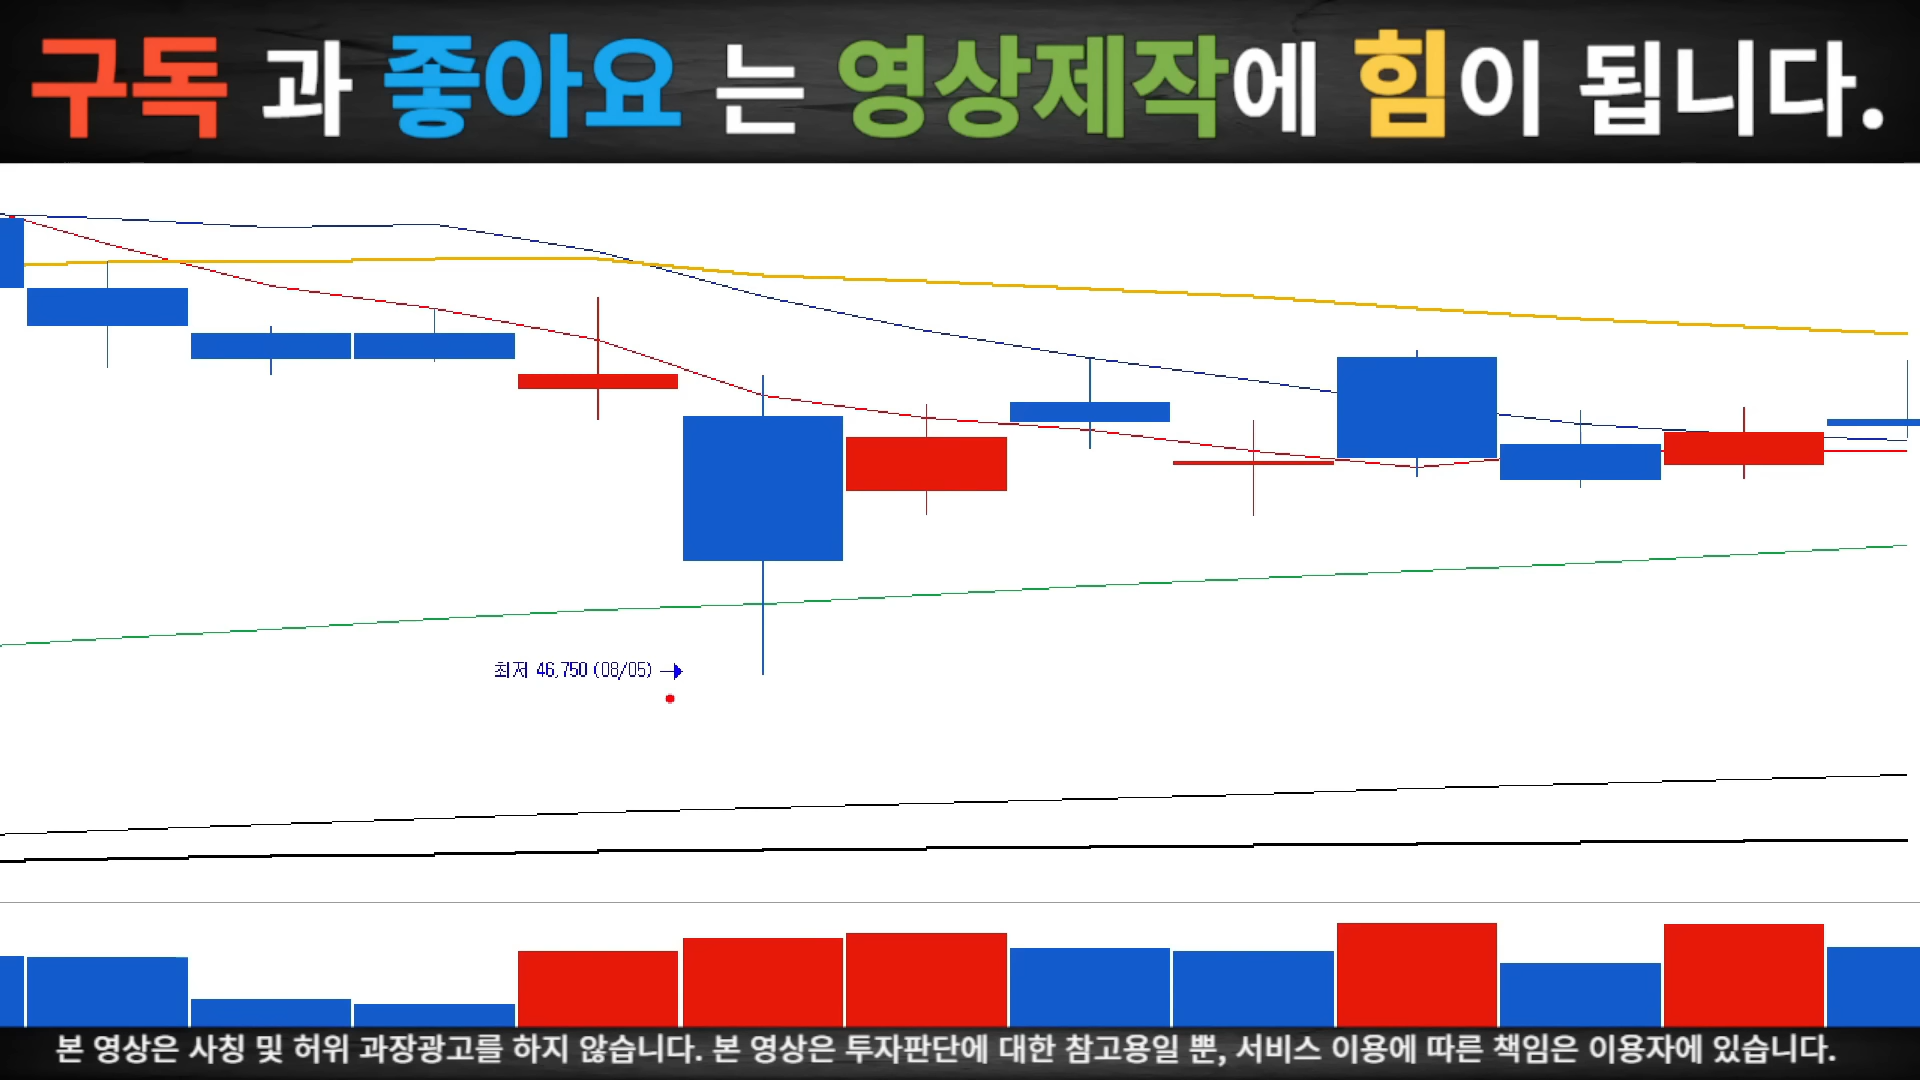 구독 과 좋아요 는 영상제작에 힘이 됩니다.
최저 46,750 (08/05)
본 영상은 사칭 및 허위 과장광고를 하지 않습니다. 본 영상은 투자판단에 대한 참고용일 뿐, 서비스 이용에 따른 책임은 이용자에 있습니다.